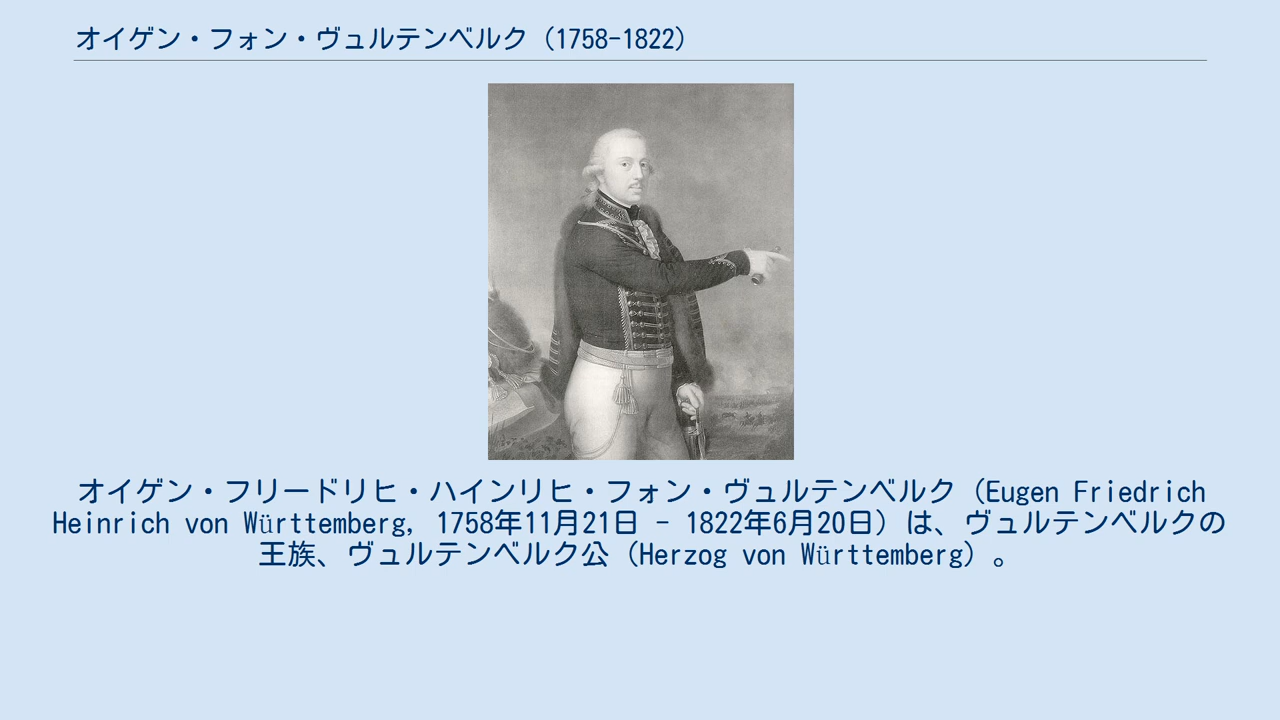 オイゲン・フォン・ヴュルテンベルク（1758-1822）
オイゲン・フリードリヒ・ハインリヒ・フォン・ヴュルテンベルク（Eugen Friedrich
Heinrich von Württemberg, 1758年11月21日 - 1822年6月20日）は、ヴュルテンベルクの
王族、ヴュルテンベルク公（Herzog von Württemberg）。